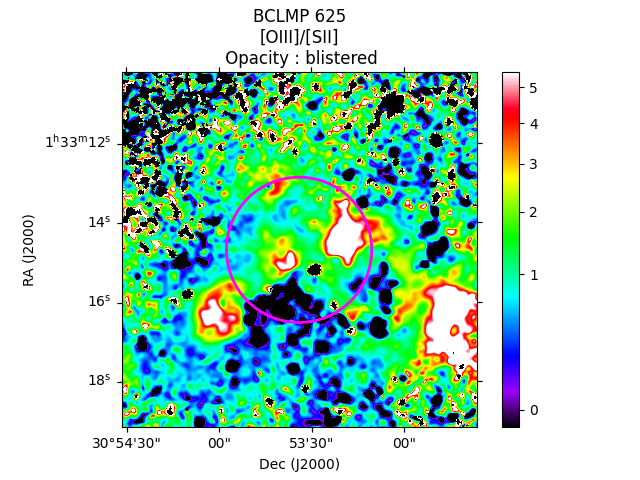 BCLMP 625
[OIII]/[SII]
Opacity : blistered
5
4
3
2
1
0
1ʰ33ᵐ12ˢ
14ˢ
16ˢ
18ˢ
RA (J2000)
30°54'30" 00" 53'30" 00"
Dec (J2000)